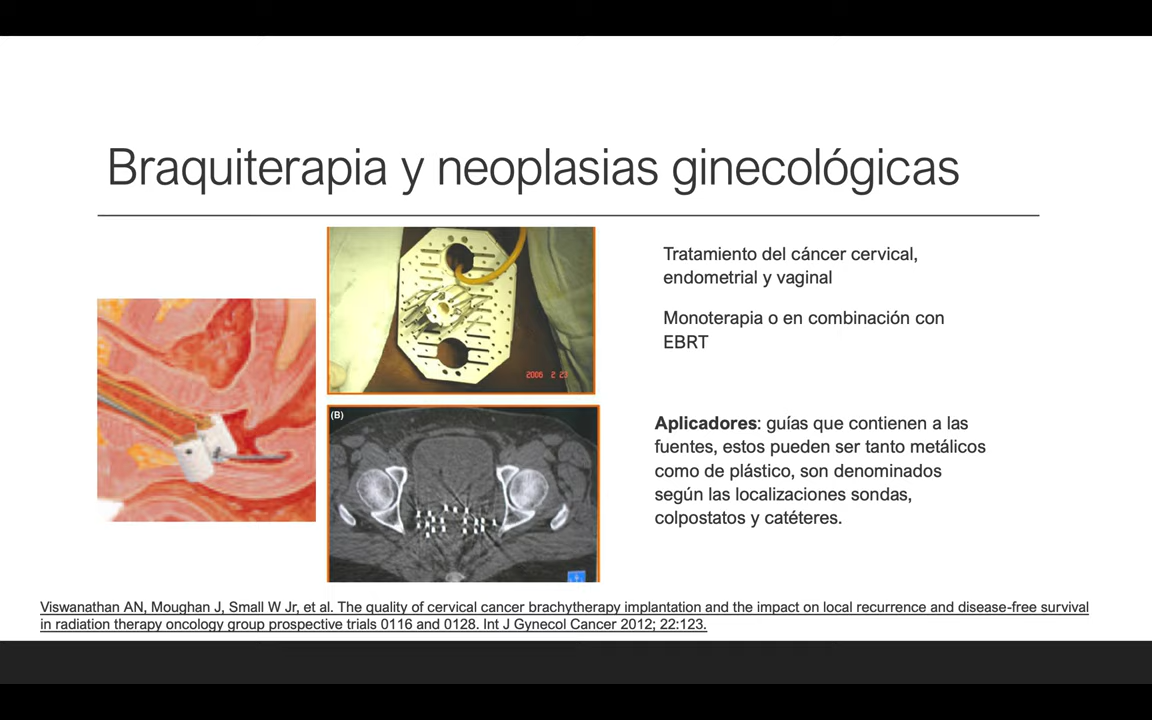 Braquiterapia y neoplasias ginecológicas
2006 2 23
(B)
Tratamiento del cáncer cervical,
endometrial y vaginal
Monoterapia o en combinación con
EBRT
Aplicadores: guías que contienen a las
fuentes, estos pueden ser tanto metálicos
como de plástico, son denominados
según las localizaciones sondas,
colpostatos y catéteres.
Viswanathan AN, Moughan J, Small W Jr, et al. The quality of cervical cancer brachytherapy implantation and the impact on local recurrence and disease-free survival
in radiation therapy oncology group prospective trials 0116 and 0128. Int J Gynecol Cancer 2012; 22:123.